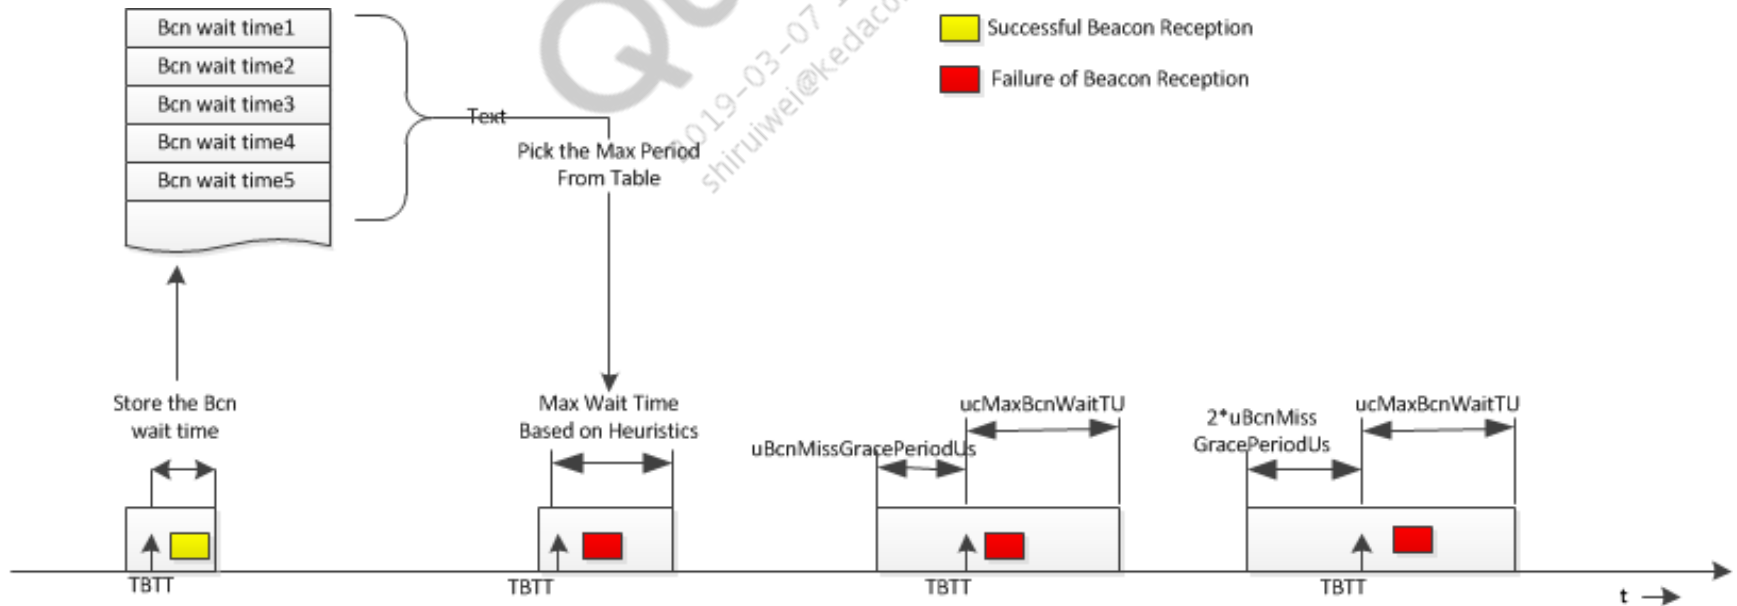 Bcn wait time1
Bcn wait time2
Bcn wait time3
Bcn wait time4
Bcn wait time5
Text
Pick the Max Period
From Table
Successful Beacon Reception
Failure of Beacon Reception
2019-03-07
shiruiwei@kedaco
Store the Bcn
wait time
Max Wait Time
Based on Heuristics
uBcnMissGracePeriodUs
ucMaxBcnWaitTU
2*uBcnMiss
GracePeriodUs
ucMaxBcnWaitTU
TBTT
TBTT
TBTT
TBTT
t